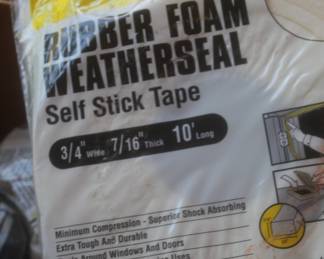 RUBBER FOAM
WEATHERSEAL
Self Stick Tape
3/4" Wide 7/16" Thick 10' Long
Minimum Compression - Superior Shock Absorbing
Extra Tough And Durable
Around Windows And Doors
Uses